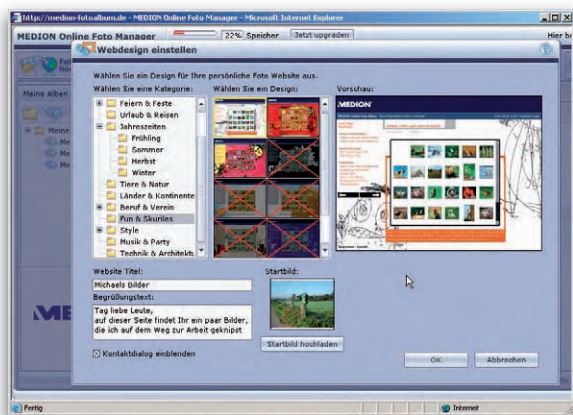 http://medion-fotoalbum.de - MEDION Online Foto Manager - Microsoft Internet Explorer
MEDION Online Foto Manager 22% Speicher Jetzt upgraden
Webdesign einstellen
Wählen Sie ein Design für Ihre persönliche Foto Website aus.
Wählen Sie eine Kategorie: Wählen Sie ein Design: Vorschau:
Meine Alben
Meine
Feiern & Feste
Urlaub & Reisen
Jahreszeiten
Frühling
Sommer
Herbst
Winter
Tiere & Natur
Länder & Kontinente
Beruf & Verein
Fun & Skuriles
Style
Musik & Party
Technik & Architekt
MEDION
Website Titel: Startbild:
Michaels Bilder
Begrüßungstext:
Tag liebe Leute,
auf dieser Seite findet Ihr ein paar Bilder,
die ich auf dem Weg zur Arbeit geknipst
Startbild hochladen
Kontaktdialog einblenden
OK Abbrechen
Fertig Internet